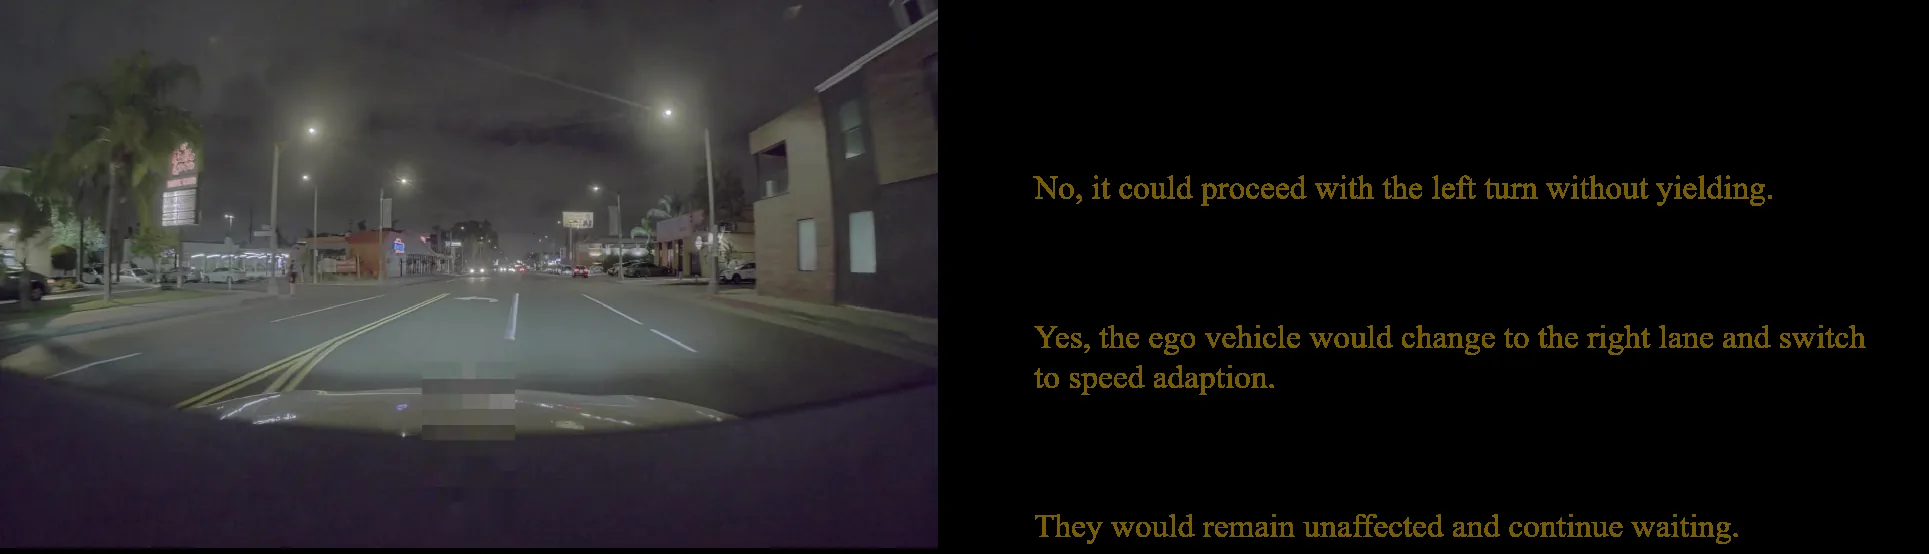 No, it could proceed with the left turn without yielding.
Yes, the ego vehicle would change to the right lane and switch
to speed adaption.
They would remain unaffected and continue waiting.